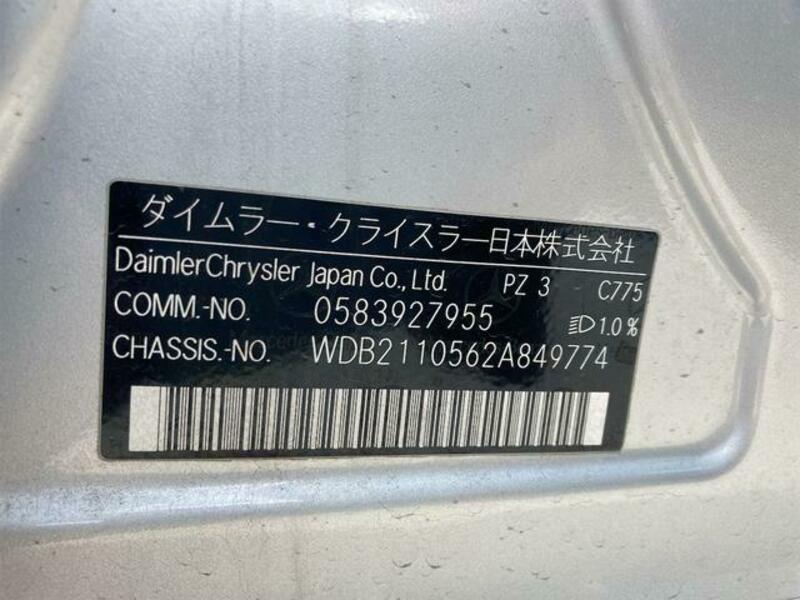 ダイムラー・クライスラー日本株式会社
DaimlerChrysler Japan Co., Ltd. PZ 3 C775
COMM.-NO. 0583927955 1.0%
CHASSIS.-NO. WDB2110562A849774